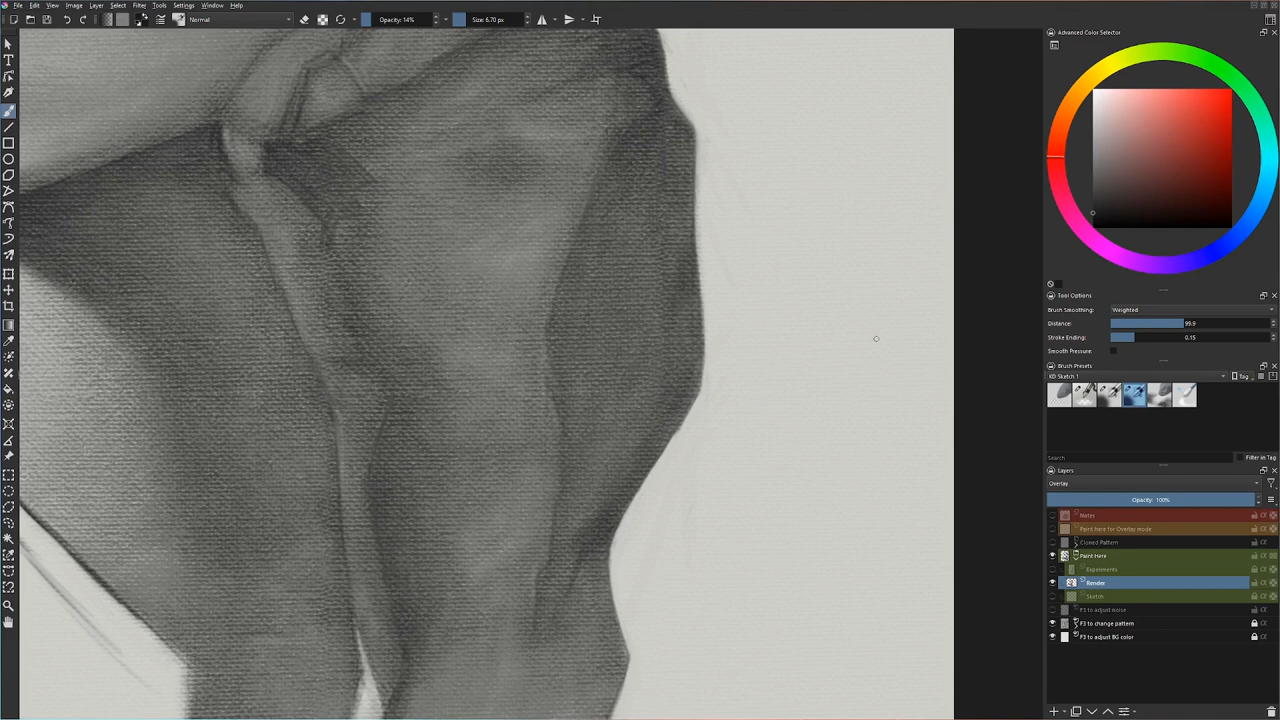 File Edit View Image Layer Select Filter Tools Settings Window Help
Normal Opacity: 14% Size: 6.70 px
Advanced Color Selector
Tool Options
Brush Smoothing: Weighted
Distance: 99.9
Stroke Ending: 0.15
Smooth Pressure:
Brush Presets
KD Sketch 1 Tag
Search Filter in Tag
Layers
Overlay
Opacity: 100%
Notes
Paint here for Overlay mode
Cloned Pattern
Paint Here
Experiments
Render
Sketch
F3 to adjust noise
F3 to change pattern
F3 to adjust BG color